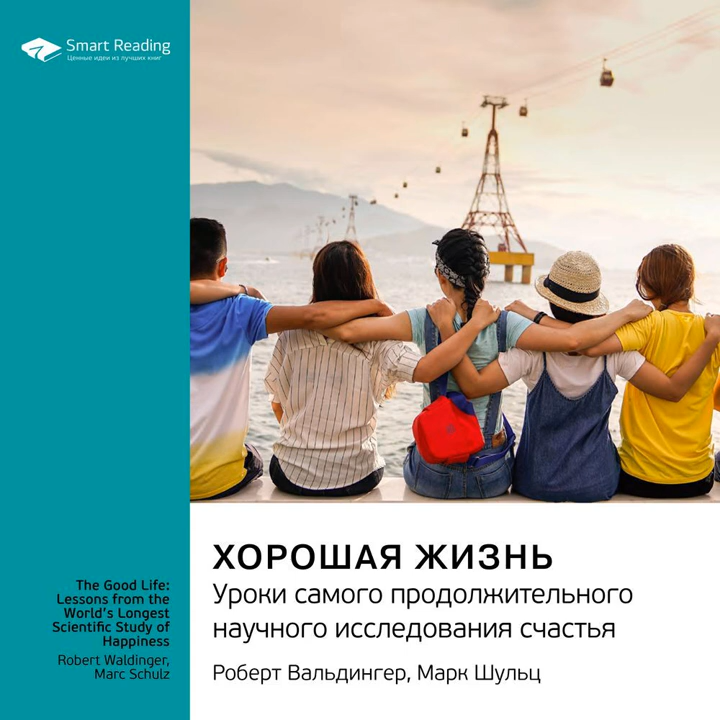 Smart Reading
Ценные идеи из лучших книг
ХОРОШАЯ ЖИЗНЬ
Уроки самого продолжительного
научного исследования счастья
Роберт Вальдингер, Марк Шульц
The Good Life:
Lessons from the
World's Longest
Scientific Study of
Happiness
Robert Waldinger,
Marc Schulz